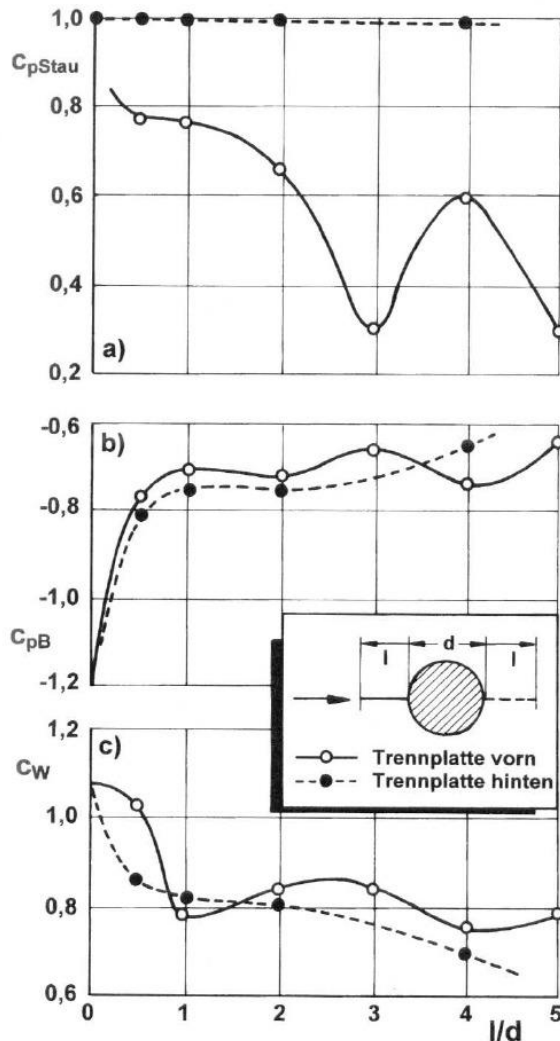 1,0
CpStau
0,8
0,6
0,4
a)
0,2
-0,6
b)
-0,8
-1,0
CpB
-1,2
l d l
Trennplatte vorn
Trennplatte hinten
1,2
c)
CW
1,0
0,8
0,6
0 1 2 3 4 5
l/d